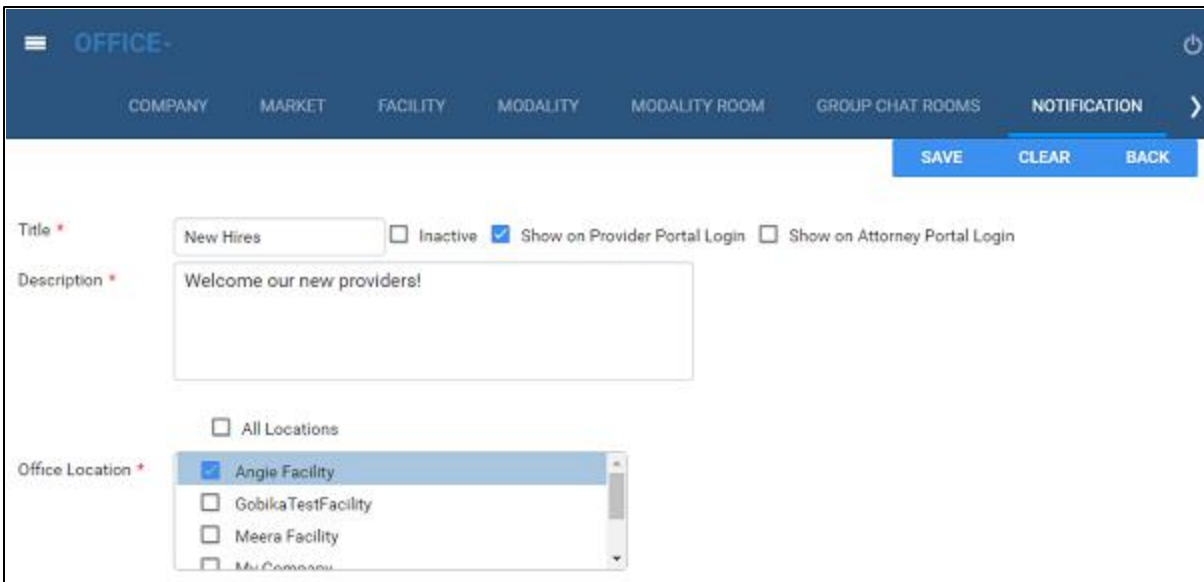 OFFICE-
COMPANY MARKET FACILITY MODALITY MODALITY ROOM GROUP CHAT ROOMS NOTIFICATION
SAVE CLEAR BACK
Title * New Hires Inactive Show on Provider Portal Login Show on Attorney Portal Login
Description * Welcome our new providers!
All Locations
Office Location * Angie Facility
GobikaTestFacility
Meera Facility
My Company